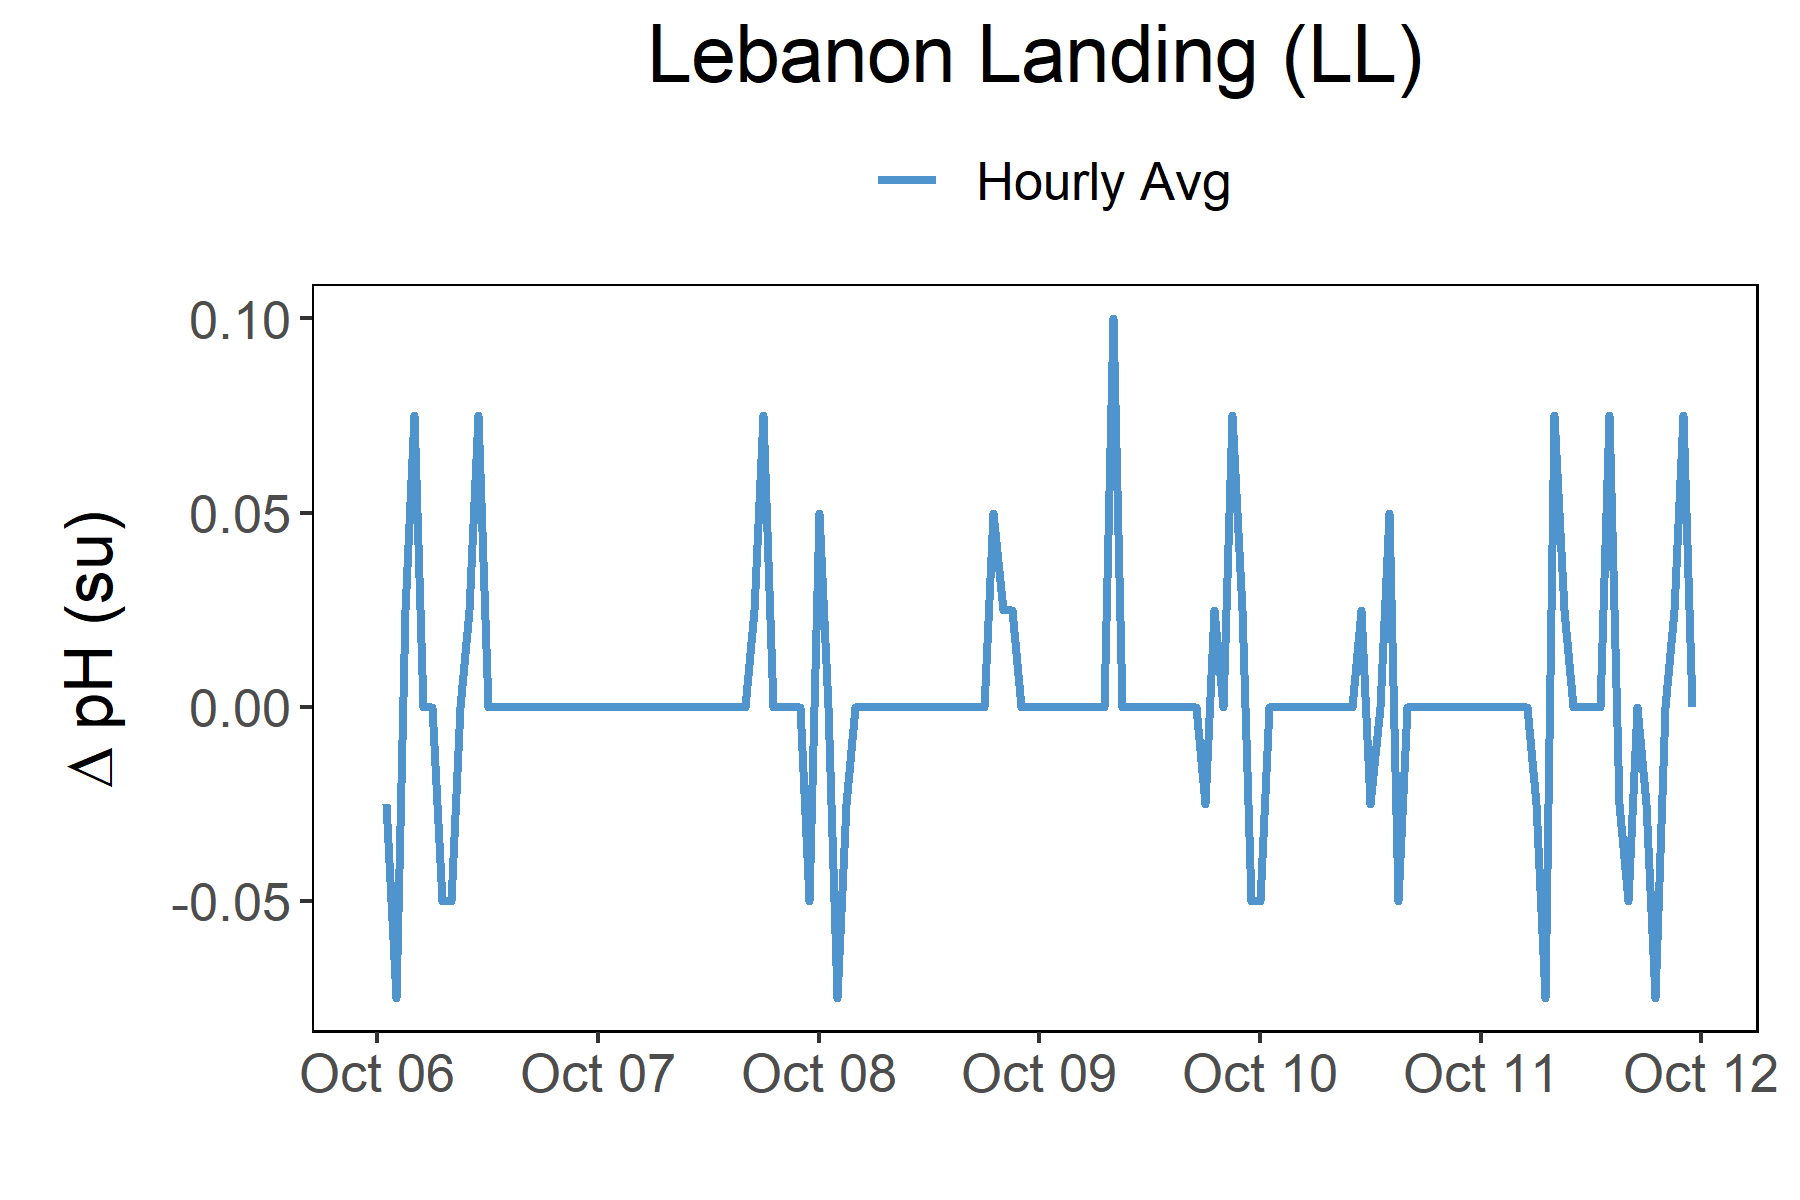 Lebanon Landing (LL)
Hourly Avg
Δ pH (su)
0.10
0.05
0.00
-0.05
Oct 06
Oct 07
Oct 08
Oct 09
Oct 10
Oct 11
Oct 12